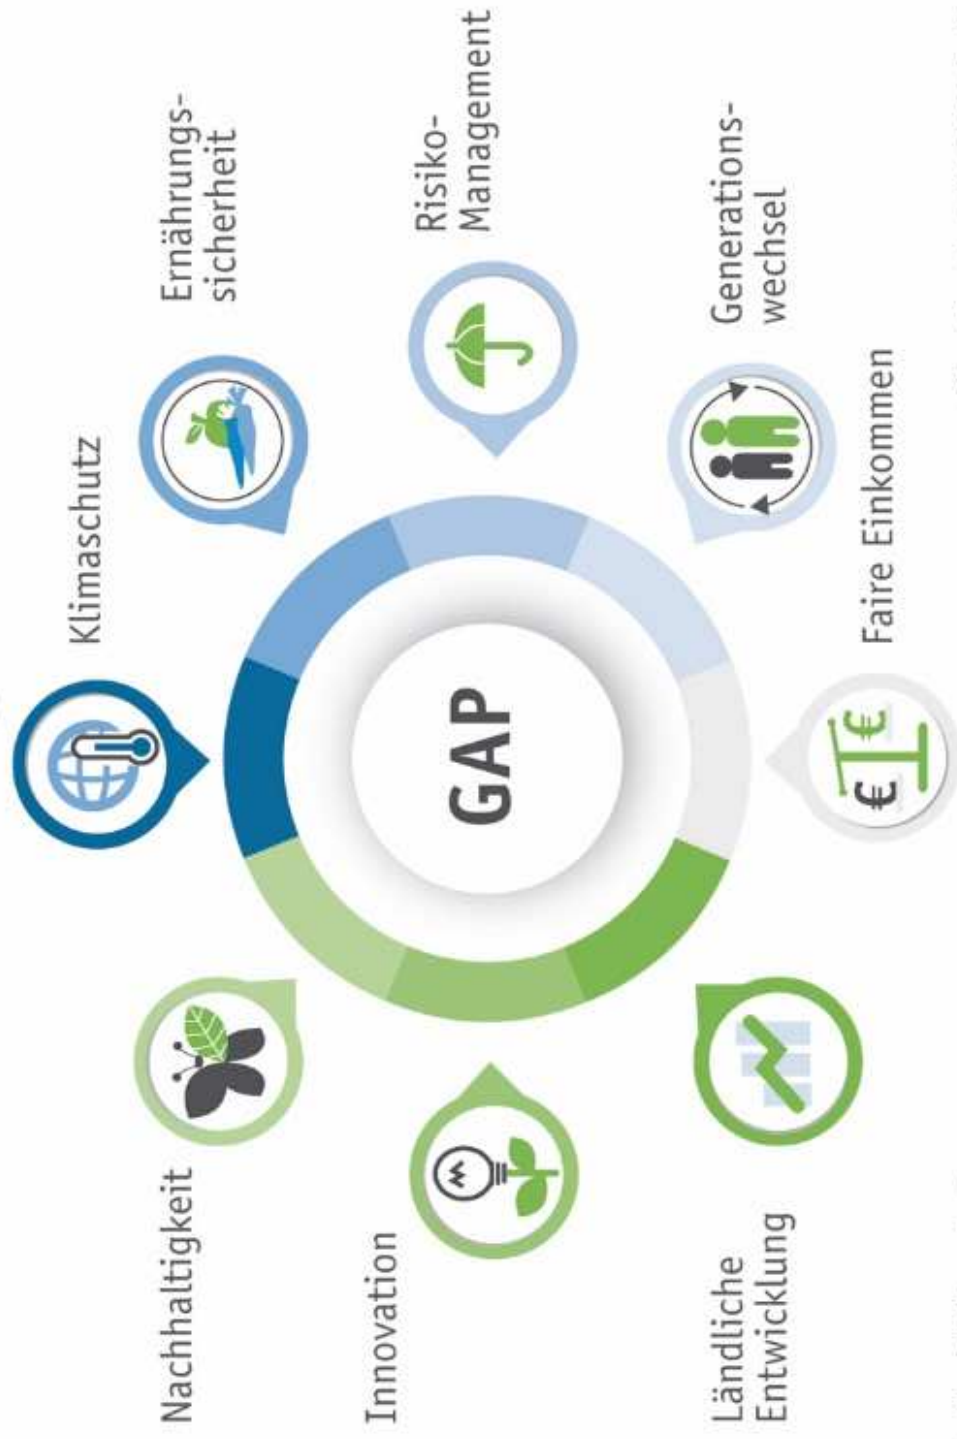 Klimaschutz
Ernährungs-
sicherheit
Risiko-
Management
Generations-
wechsel
Faire Einkommen
Ländliche
Entwicklung
Innovation
Nachhaltigkeit
GAP
€
€